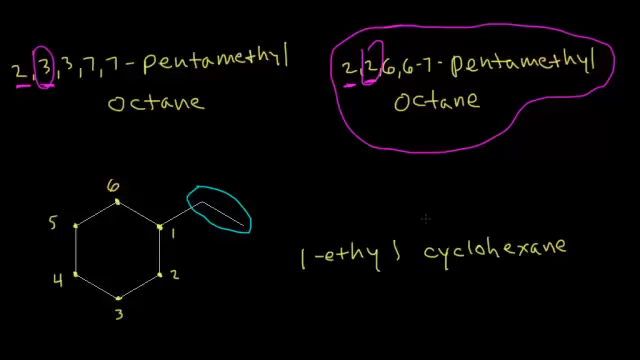 2,3,3,7,7-pentamethyl
octane
2,2,6,6-7-pentamethyl
octane
6
5
1
4
2
3
1-ethyl cyclohexane